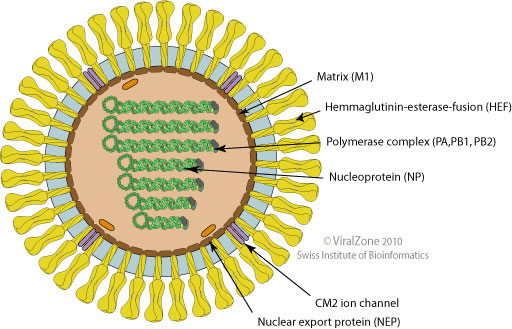 Matrix (M1)
Hemmaglutinin-esterase-fusion (HEF)
Polymerase complex (PA,PB1, PB2)
Nucleoprotein (NP)
© ViralZone 2010
Swiss Institute of Bioinformatics
CM2 ion channel
Nuclear export protein (NEP)